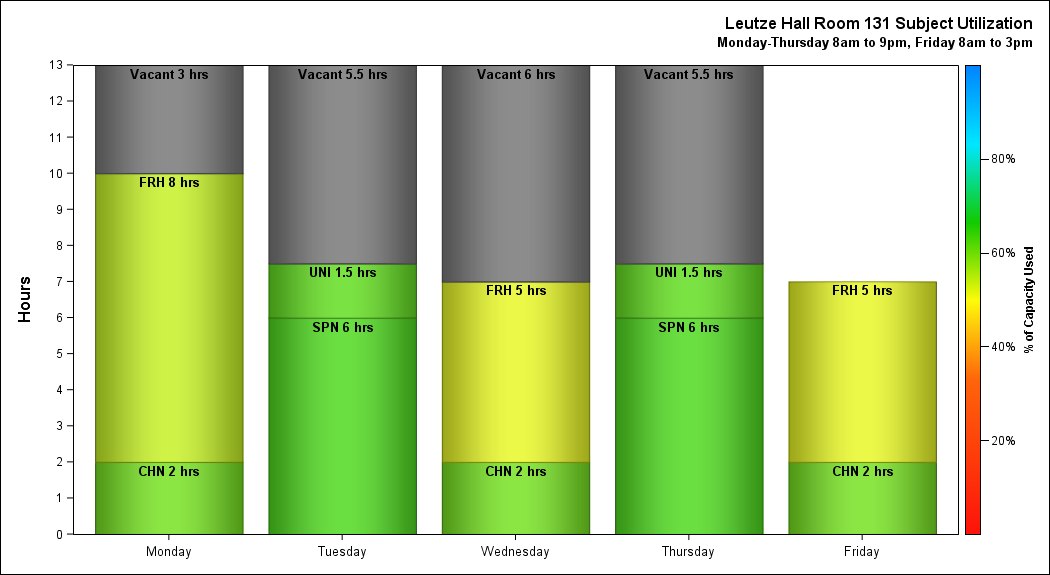 Leutze Hall Room 131 Subject Utilization
Monday-Thursday 8am to 9pm, Friday 8am to 3pm
Hours
13
12
11
10
9
8
7
6
5
4
3
2
1
0
Vacant 3 hrs
FRH 8 hrs
CHN 2 hrs
Vacant 5.5 hrs
UNI 1.5 hrs
SPN 6 hrs
Vacant 6 hrs
FRH 5 hrs
CHN 2 hrs
Vacant 5.5 hrs
UNI 1.5 hrs
SPN 6 hrs
FRH 5 hrs
CHN 2 hrs
Monday
Tuesday
Wednesday
Thursday
Friday
80%
60%
40%
20%
% of Capacity Used